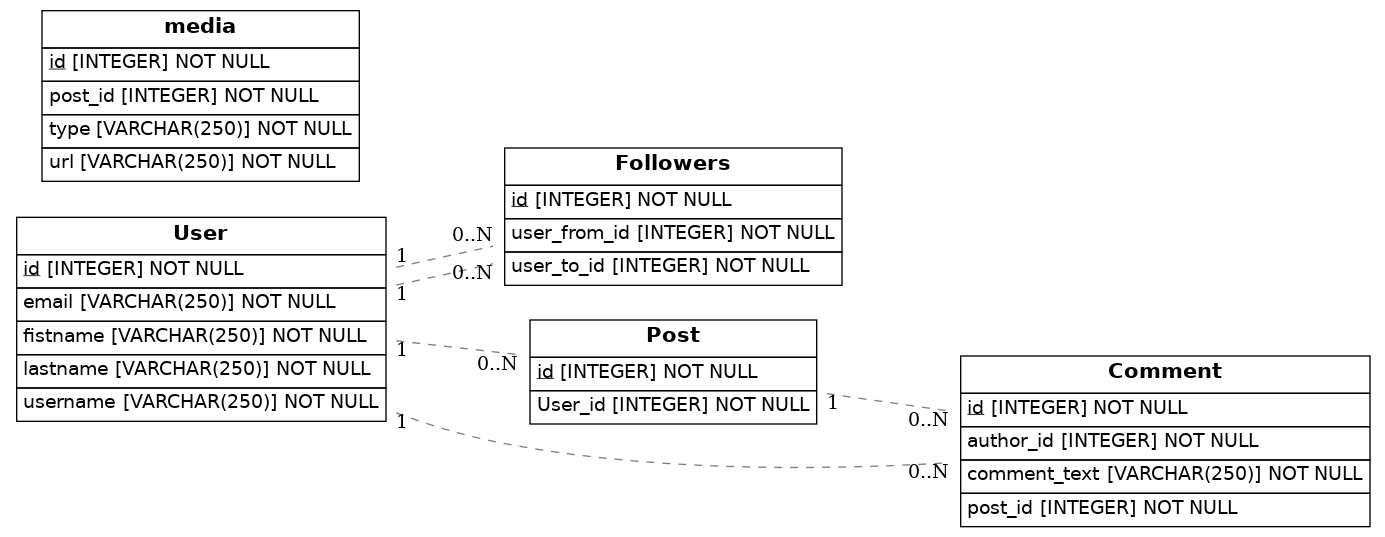 media
id [INTEGER] NOT NULL
post_id [INTEGER] NOT NULL
type [VARCHAR(250)] NOT NULL
url [VARCHAR(250)] NOT NULL
User
id [INTEGER] NOT NULL
email [VARCHAR(250)] NOT NULL
fistname [VARCHAR(250)] NOT NULL
lastname [VARCHAR(250)] NOT NULL
username [VARCHAR(250)] NOT NULL
1
0..N
1
0..N
1
0..N
1
0..N
Followers
id [INTEGER] NOT NULL
user_from_id [INTEGER] NOT NULL
user_to_id [INTEGER] NOT NULL
Post
id [INTEGER] NOT NULL
User_id [INTEGER] NOT NULL
1
0..N
Comment
id [INTEGER] NOT NULL
author_id [INTEGER] NOT NULL
comment_text [VARCHAR(250)] NOT NULL
post_id [INTEGER] NOT NULL